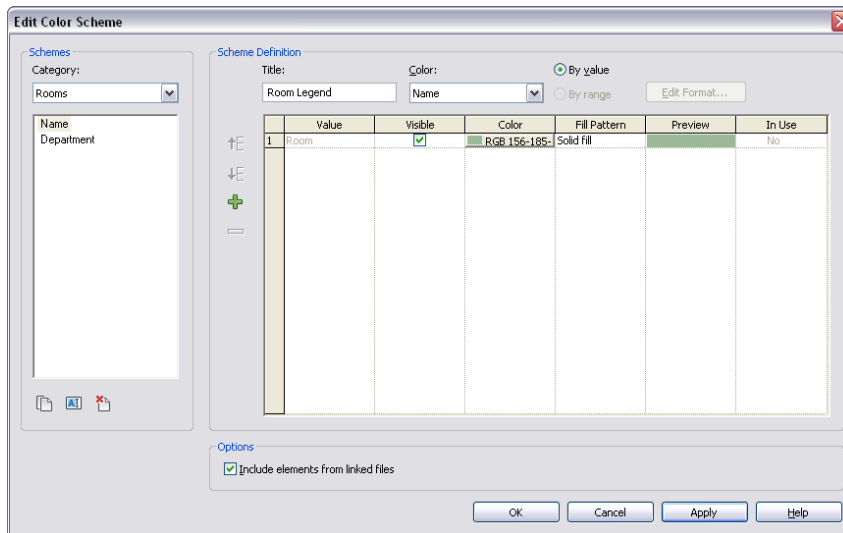 Edit Color Scheme
Schemes
Category:
Rooms
Name
Department
Scheme Definition
Title:
Room Legend
Color:
Name
By value
By range
Edit Format...
Value Visible Color Fill Pattern Preview In Use
1 Room RGB 156-185- Solid fill No
AI
Options
Include elements from linked files
OK Cancel Apply Help